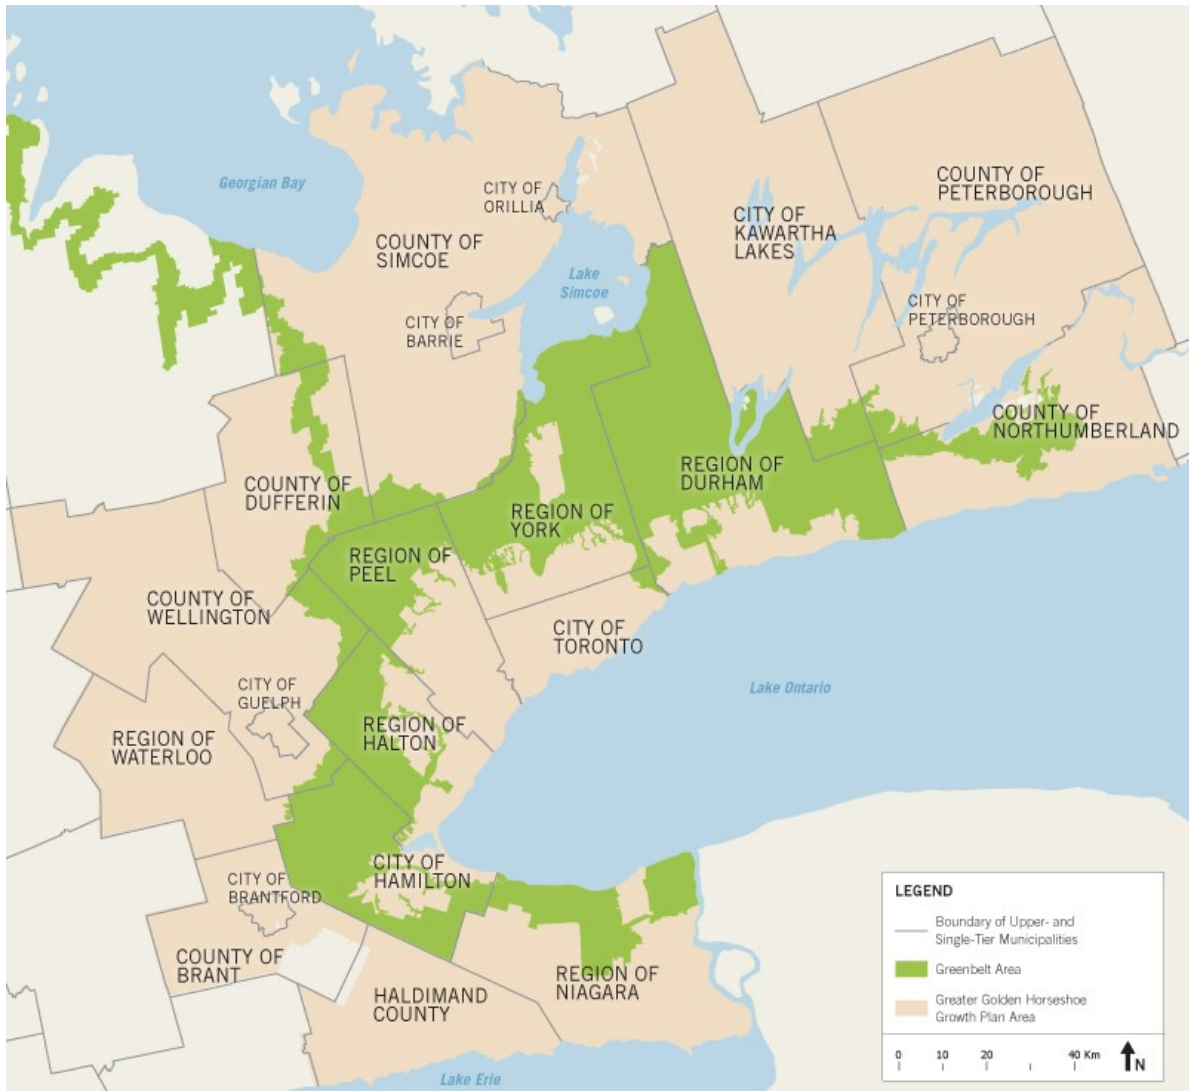 Georgian Bay
CITY OF
ORILLIA
COUNTY OF
PETERBOROUGH
CITY OF
KAWARTHA
LAKES
COUNTY OF
SIMCOE
Lake
Simcoe
CITY OF
BARRIE
CITY OF
PETERBOROUGH
COUNTY OF
NORTHUMBERLAND
COUNTY OF
DUFFERIN
REGION OF
DURHAM
REGION OF
YORK
REGION OF
PEEL
COUNTY OF
WELLINGTON
CITY OF
TORONTO
CITY OF
GUELPH
Lake Ontario
REGION OF
WATERLOO
REGION OF
HALTON
CITY OF
HAMILTON
CITY OF
BRANTFORD
COUNTY OF
BRANT
REGION OF
NIAGARA
HALDIMAND
COUNTY
Lake Erie
LEGEND
Boundary of Upper- and
Single-Tier Municipalities
Greenbelt Area
Greater Golden Horseshoe
Growth Plan Area
0 10 20 40 Km
N